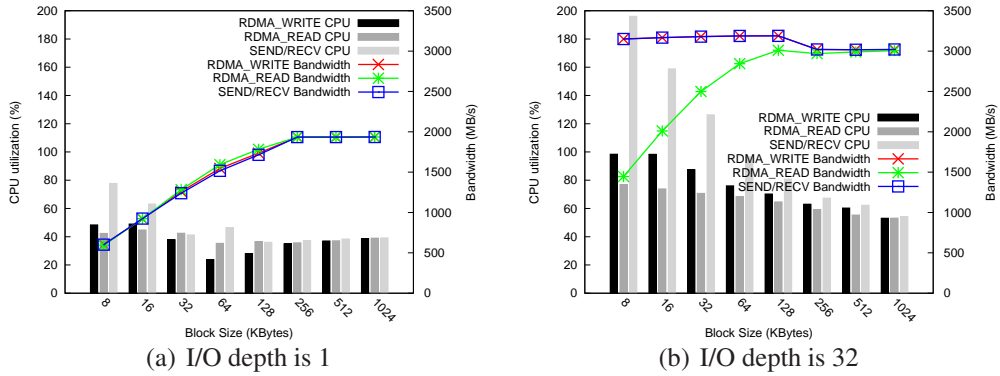 RDMA_WRITE CPU
RDMA_READ CPU
SEND/RECV CPU
RDMA_WRITE Bandwidth
RDMA_READ Bandwidth
SEND/RECV Bandwidth
CPU utilization (%)
200
180
160
140
120
100
80
60
40
20
0
Bandwidth (MB/s)
3500
3000
2500
2000
1500
1000
500
0
8 16 32 64 128 256 512 1024
Block Size (KBytes)
(a) I/O depth is 1
RDMA_WRITE CPU
RDMA_READ CPU
SEND/RECV CPU
RDMA_WRITE Bandwidth
RDMA_READ Bandwidth
SEND/RECV Bandwidth
CPU utilization (%)
200
180
160
140
120
100
80
60
40
20
0
Bandwidth (MB/s)
3500
3000
2500
2000
1500
1000
500
0
8 16 32 64 128 256 512 1024
Block Size (KBytes)
(b) I/O depth is 32